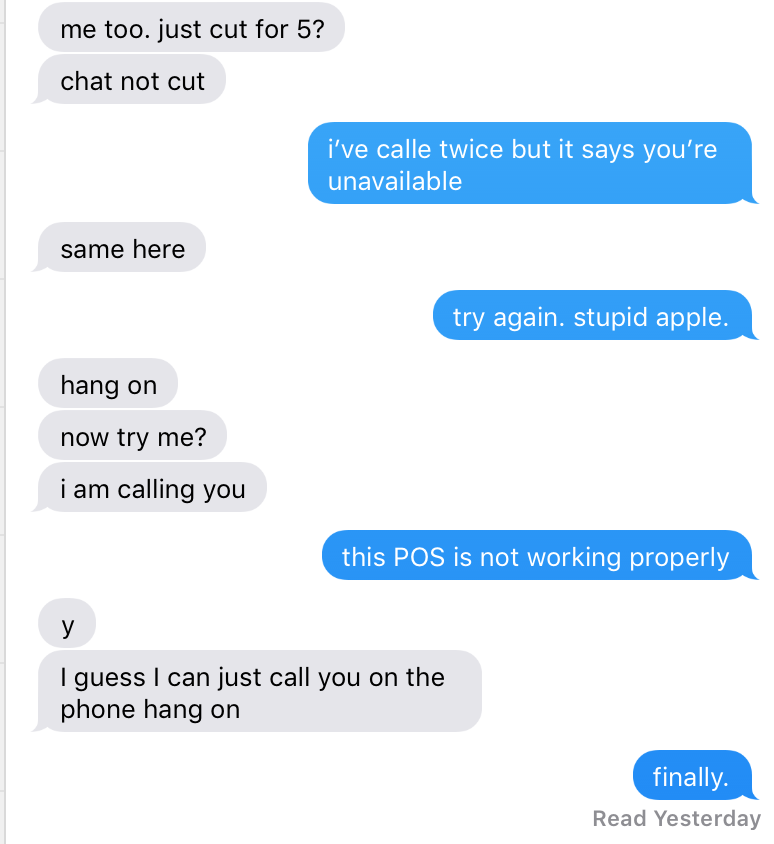 me too. just cut for 5?
chat not cut
i’ve calle twice but it says you’re
unavailable
same here
try again. stupid apple.
hang on
now try me?
i am calling you
this POS is not working properly
y
I guess I can just call you on the
phone hang on
finally.
Read Yesterday